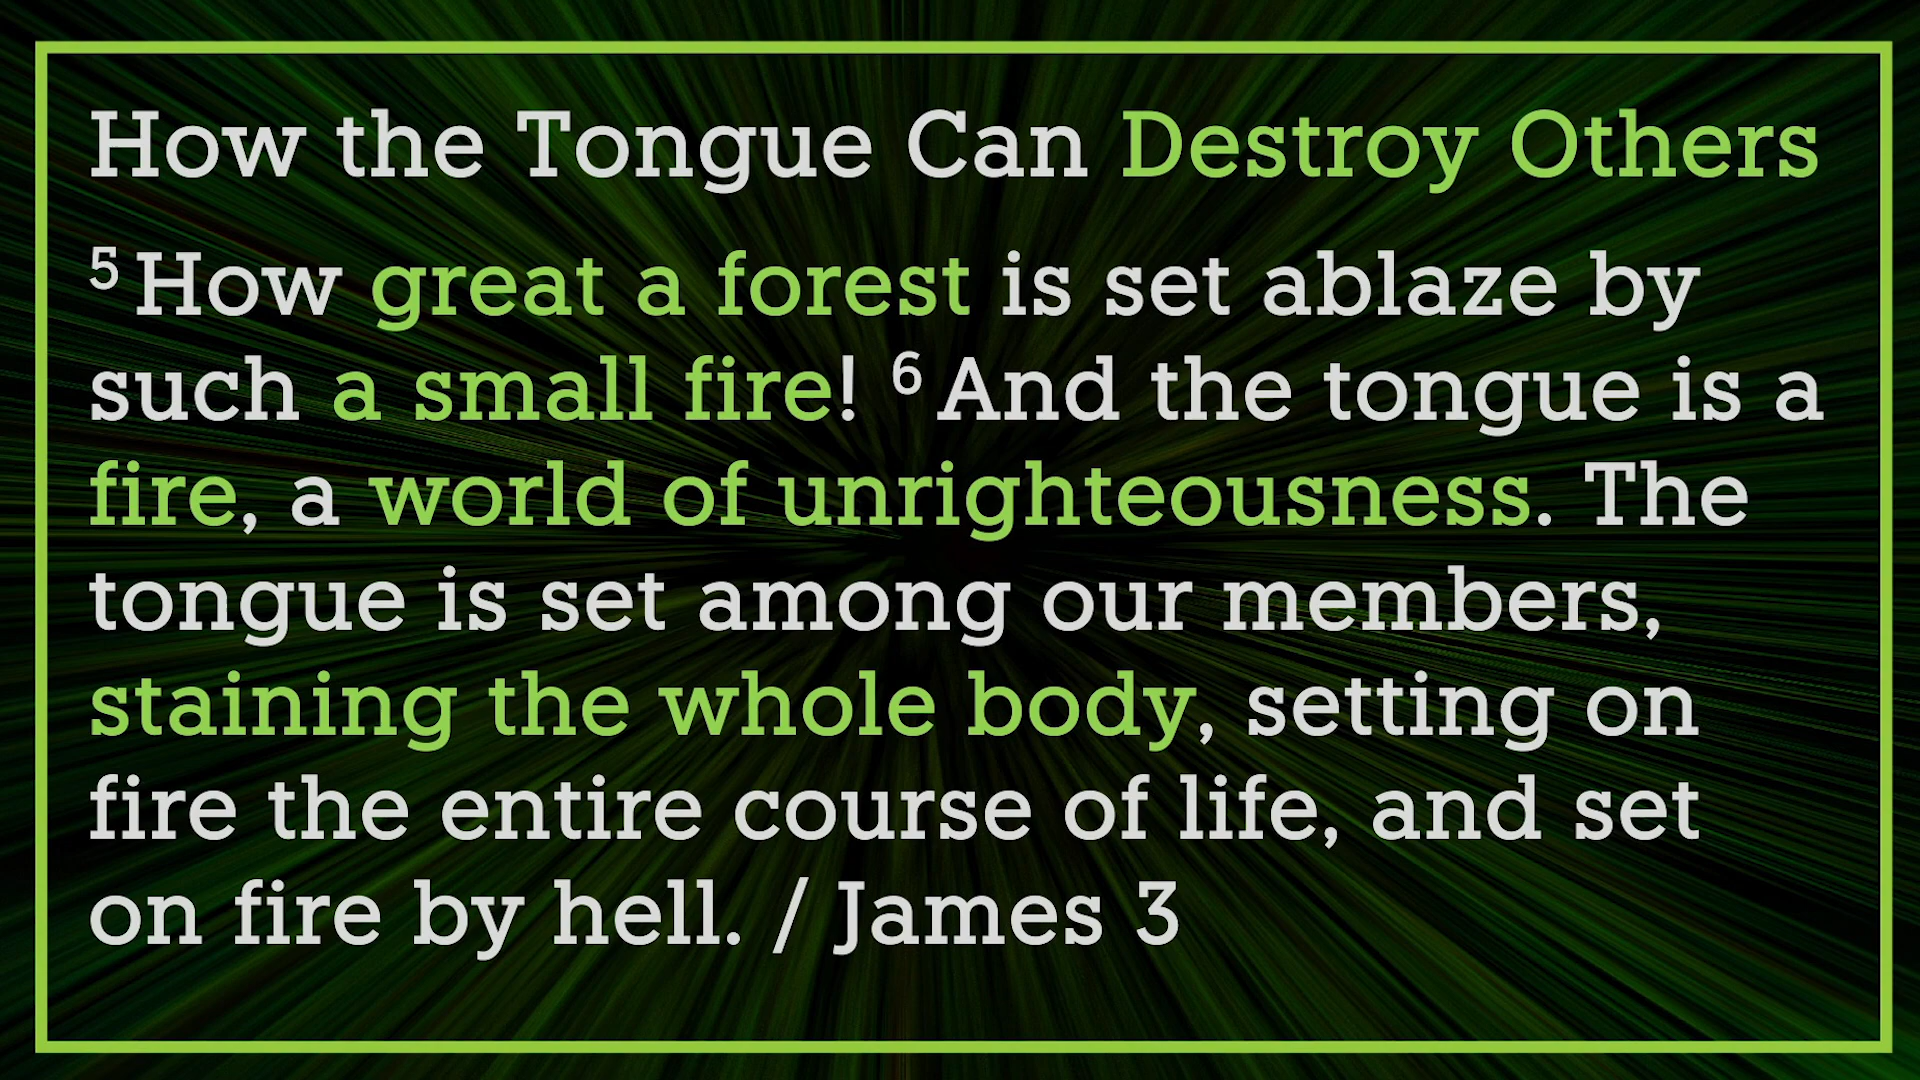 How the Tongue Can Destroy Others
5 How great a forest is set ablaze by
such a small fire! 6 And the tongue is a
fire, a world of unrighteousness. The
tongue is set among our members,
staining the whole body, setting on
fire the entire course of life, and set
on fire by hell. / James 3